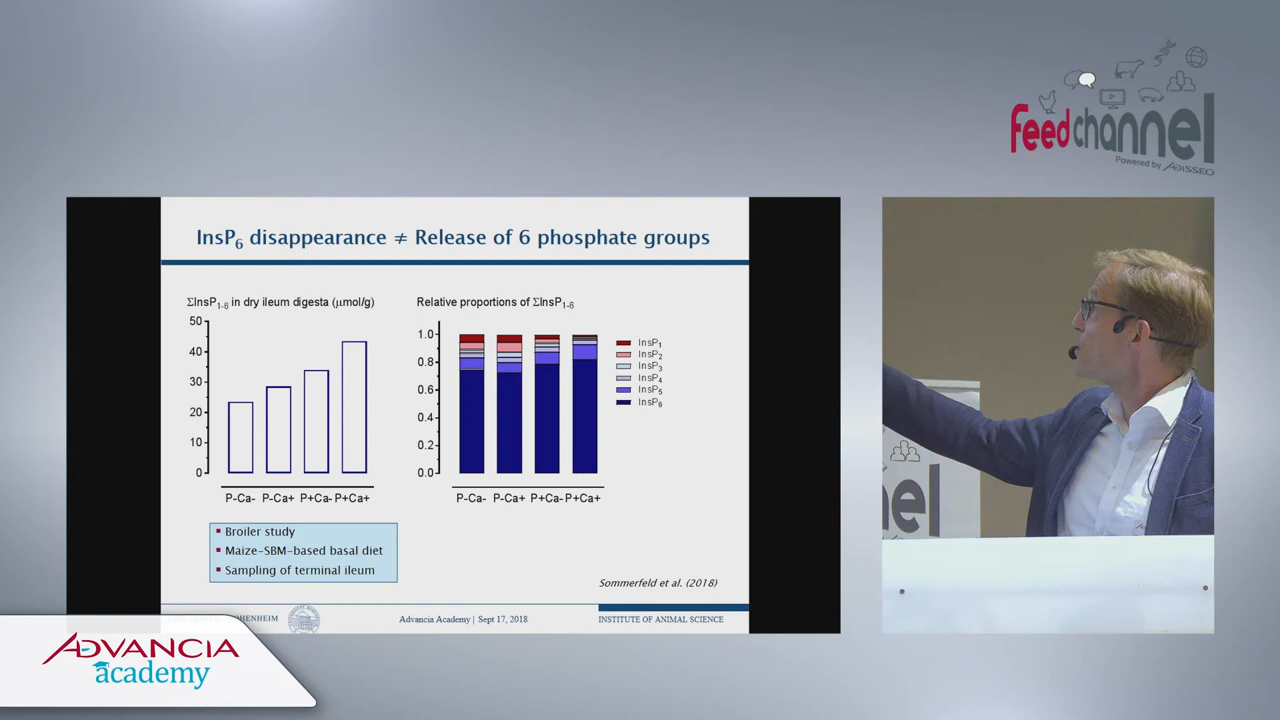 feedchannel
Powered by ADISSEO
InsP6 disappearance ≠ Release of 6 phosphate groups
ΣInsP1-6 in dry ileum digesta (μmol/g)
50
40
30
20
10
0
P-Ca- P-Ca+ P+Ca- P+Ca+
Relative proportions of ΣInsP1-6
1.0
0.8
0.6
0.4
0.2
0.0
P-Ca- P-Ca+ P+Ca- P+Ca+
InsP1
InsP2
InsP3
InsP4
InsP5
InsP6
▪ Broiler study
▪ Maize-SBM-based basal diet
▪ Sampling of terminal ileum
Sommerfeld et al. (2018)
HOHENHEIM
Advancia Academy | Sept 17, 2018
INSTITUTE OF ANIMAL SCIENCE
nel
ADVANCIA
academy